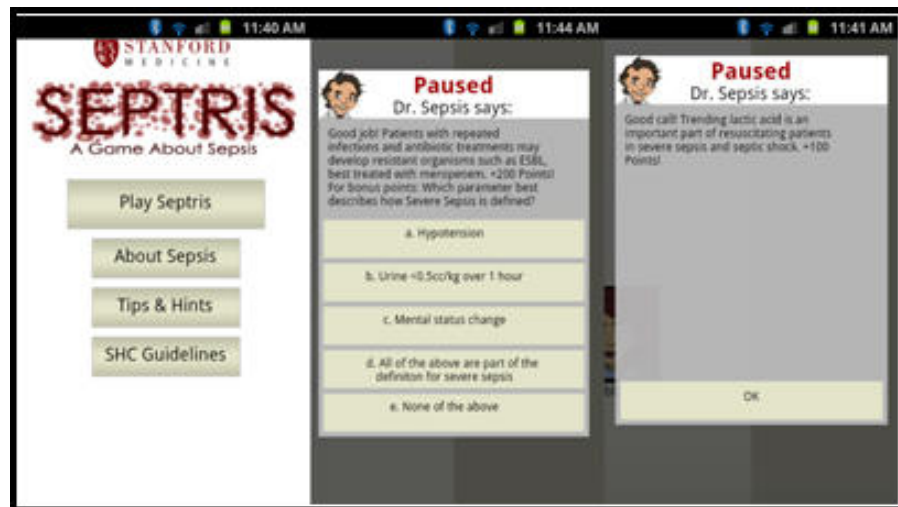 11:40 AM
STANFORD
MEDICINE
SEPTRIS
A Game About Sepsis
Play Septris
About Sepsis
Tips & Hints
SHC Guidelines
11:44 AM
Paused
Dr. Sepsis says:
Good job! Patients with repeated
infections and antibiotic treatments may
develop resistant organisms such as ESBL,
best treated with meropenem. +200 Points!
For bonus points: Which parameter best
describes how Severe Sepsis is defined?
a. Hypotension
b. Urine <0.5cc/kg over 1 hour
c. Mental status change
d. All of the above are part of the
definiton for severe sepsis
e. None of the above
11:41 AM
Paused
Dr. Sepsis says:
Good call! Trending lactic acid is an
important part of resuscitating patients
in severe sepsis and septic shock. +100
Points!
OK